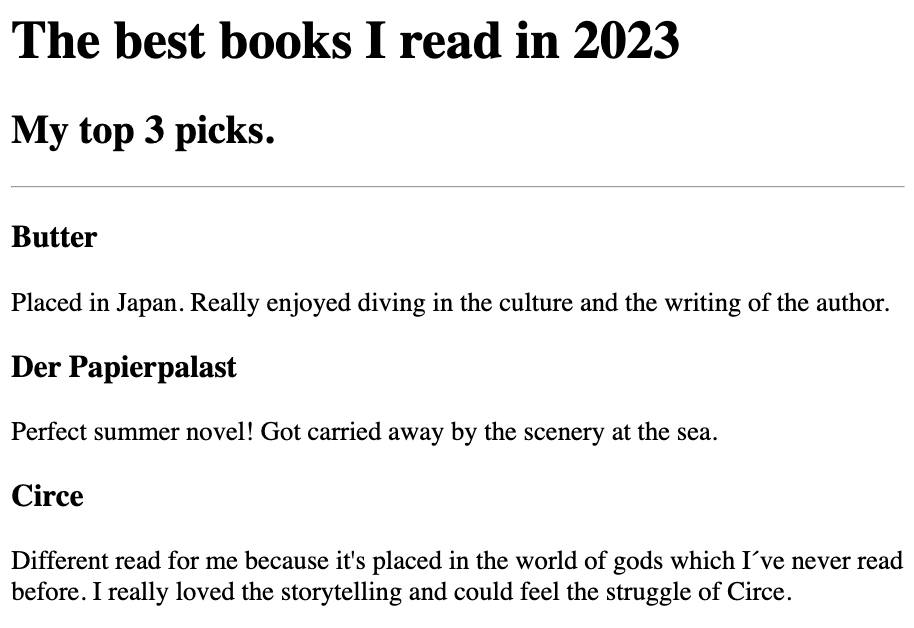 The best books I read in 2023
My top 3 picks.
Butter
Placed in Japan. Really enjoyed diving in the culture and the writing of the author.
Der Papierpalast
Perfect summer novel! Got carried away by the scenery at the sea.
Circe
Different read for me because it's placed in the world of gods which I´ve never read
before. I really loved the storytelling and could feel the struggle of Circe.